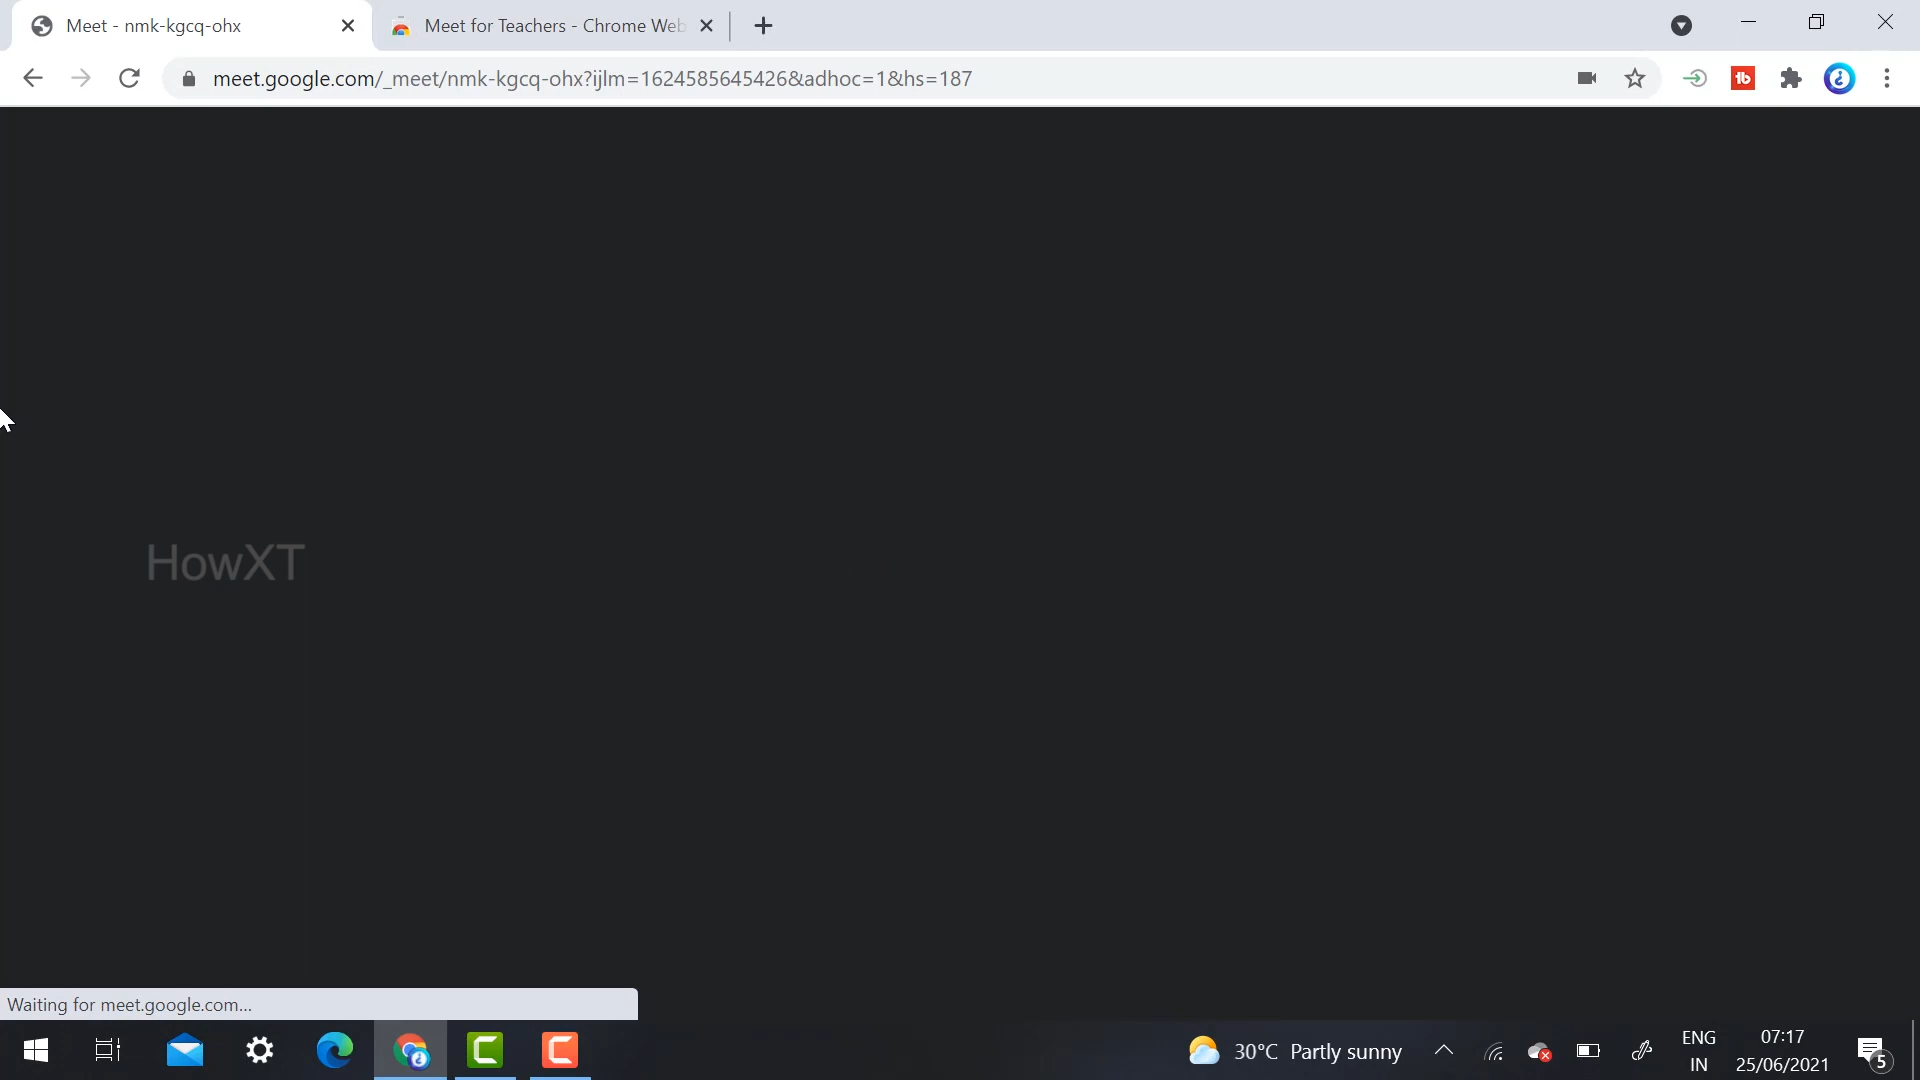 Meet - nmk-kgcq-ohx
Meet for Teachers - Chrome Web
meet.google.com/_meet/nmk-kgcq-ohx?ijlm=1624585645426&adhoc=1&hs=187
tb
HowXT
Waiting for meet.google.com...
30°C Partly sunny
ENG
IN
07:17
25/06/2021
5